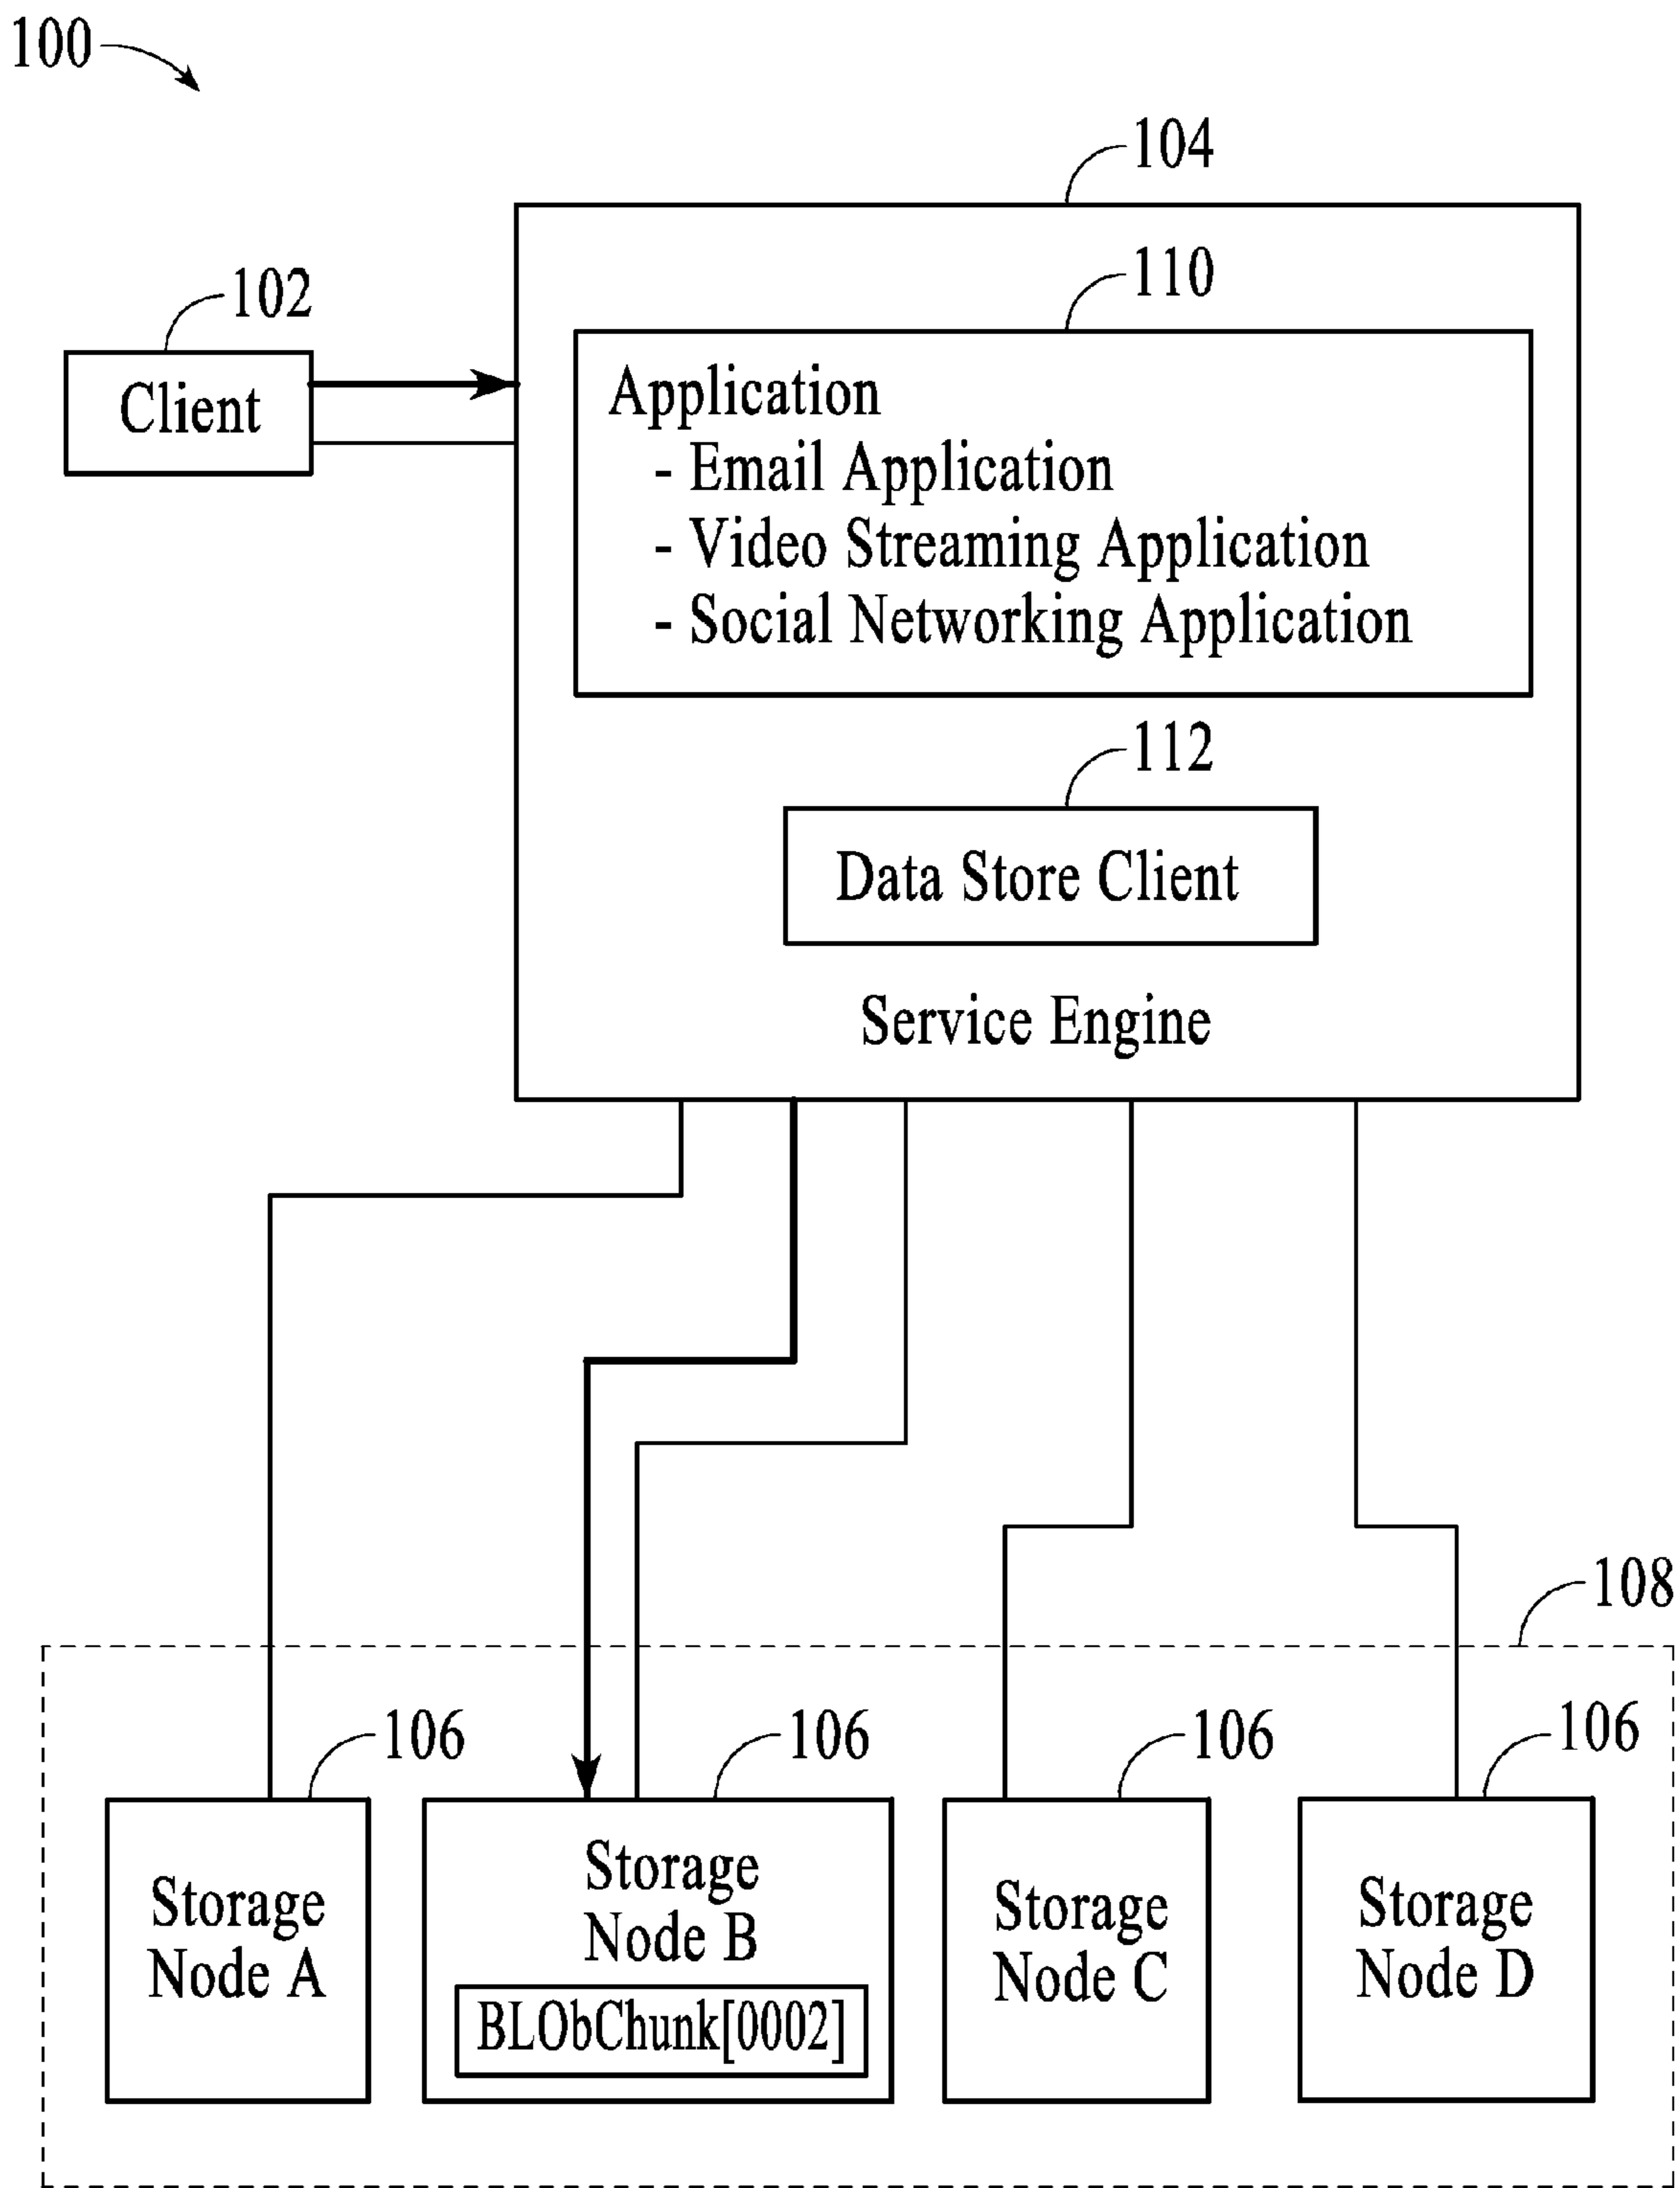 100
104
110
102
Client
Application
- Email Application
- Video Streaming Application
- Social Networking Application
112
Data Store Client
Service Engine
108
106
106
106
106
Storage
Node A
Storage
Node B
BLObChunk[0002]
Storage
Node C
Storage
Node D